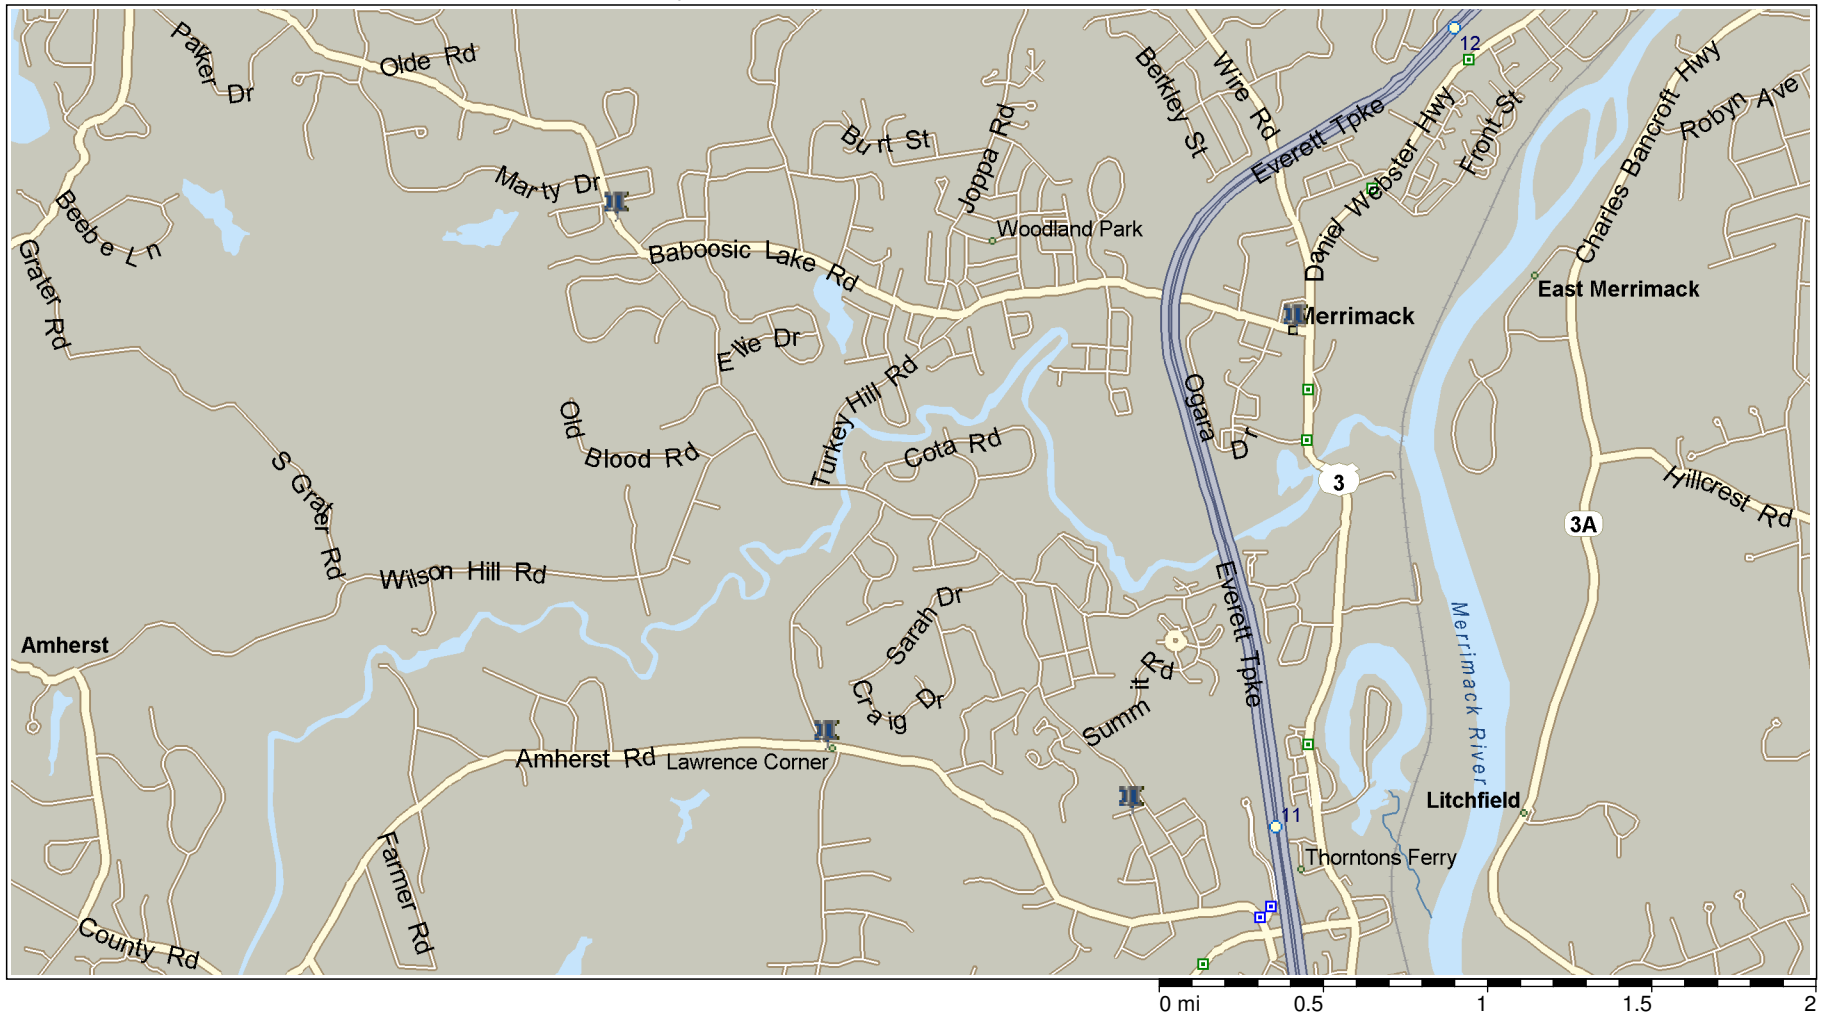 Paker Dr
Olde Rd
Berkley St
Wire Rd
12
Everett Tpke
Daniel Webster Hwy
Front St
Charles Bancroft Hwy
Robyn Ave
Burt St
Joppa Rd
Marty Dr
Beebe Ln
Woodland Park
Baboosic Lake Rd
Grater Rd
East Merrimack
Merrimack
Ellie Dr
Turkey Hill Rd
Ogara Dr
Old Blood Rd
Cota Rd
3
Hillcrest Rd
3A
S Grater Rd
Wilson Hill Rd
Everett Tpke
Sarah Dr
Merrimack River
Amherst
Summit Rd
Craig Dr
Amherst Rd
Lawrence Corner
Litchfield
11
Thorntons Ferry
Farmer Rd
County Rd
0 mi 0.5 1 1.5 2